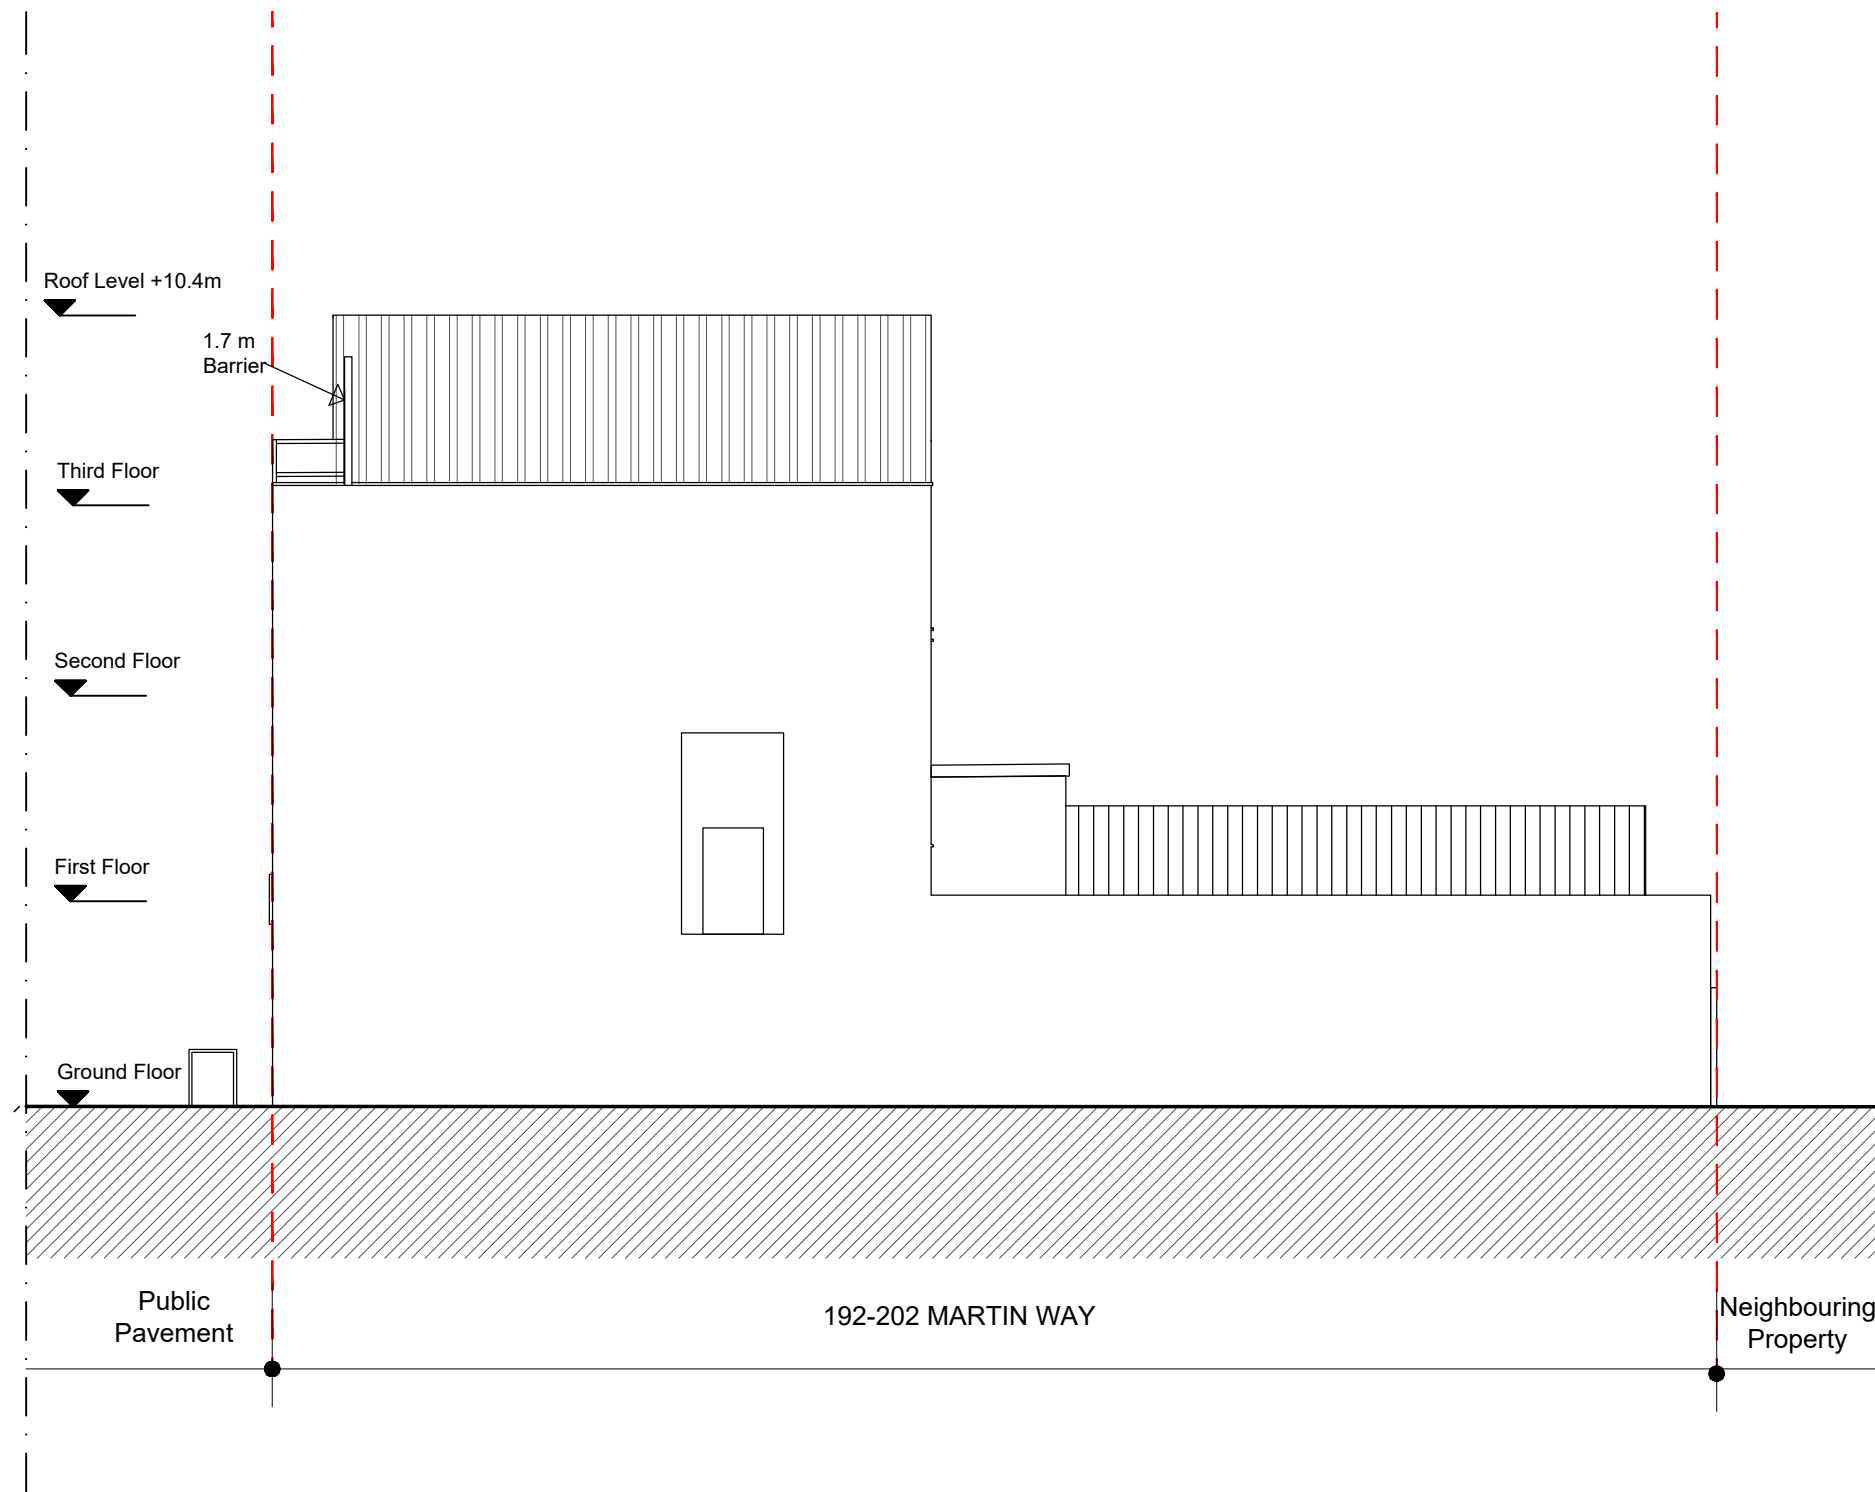 Roof Level +10.4m
1.7 m
Barrier
Third Floor
Second Floor
First Floor
Ground Floor
Public
Pavement
192-202 MARTIN WAY
Neighbouring
Property